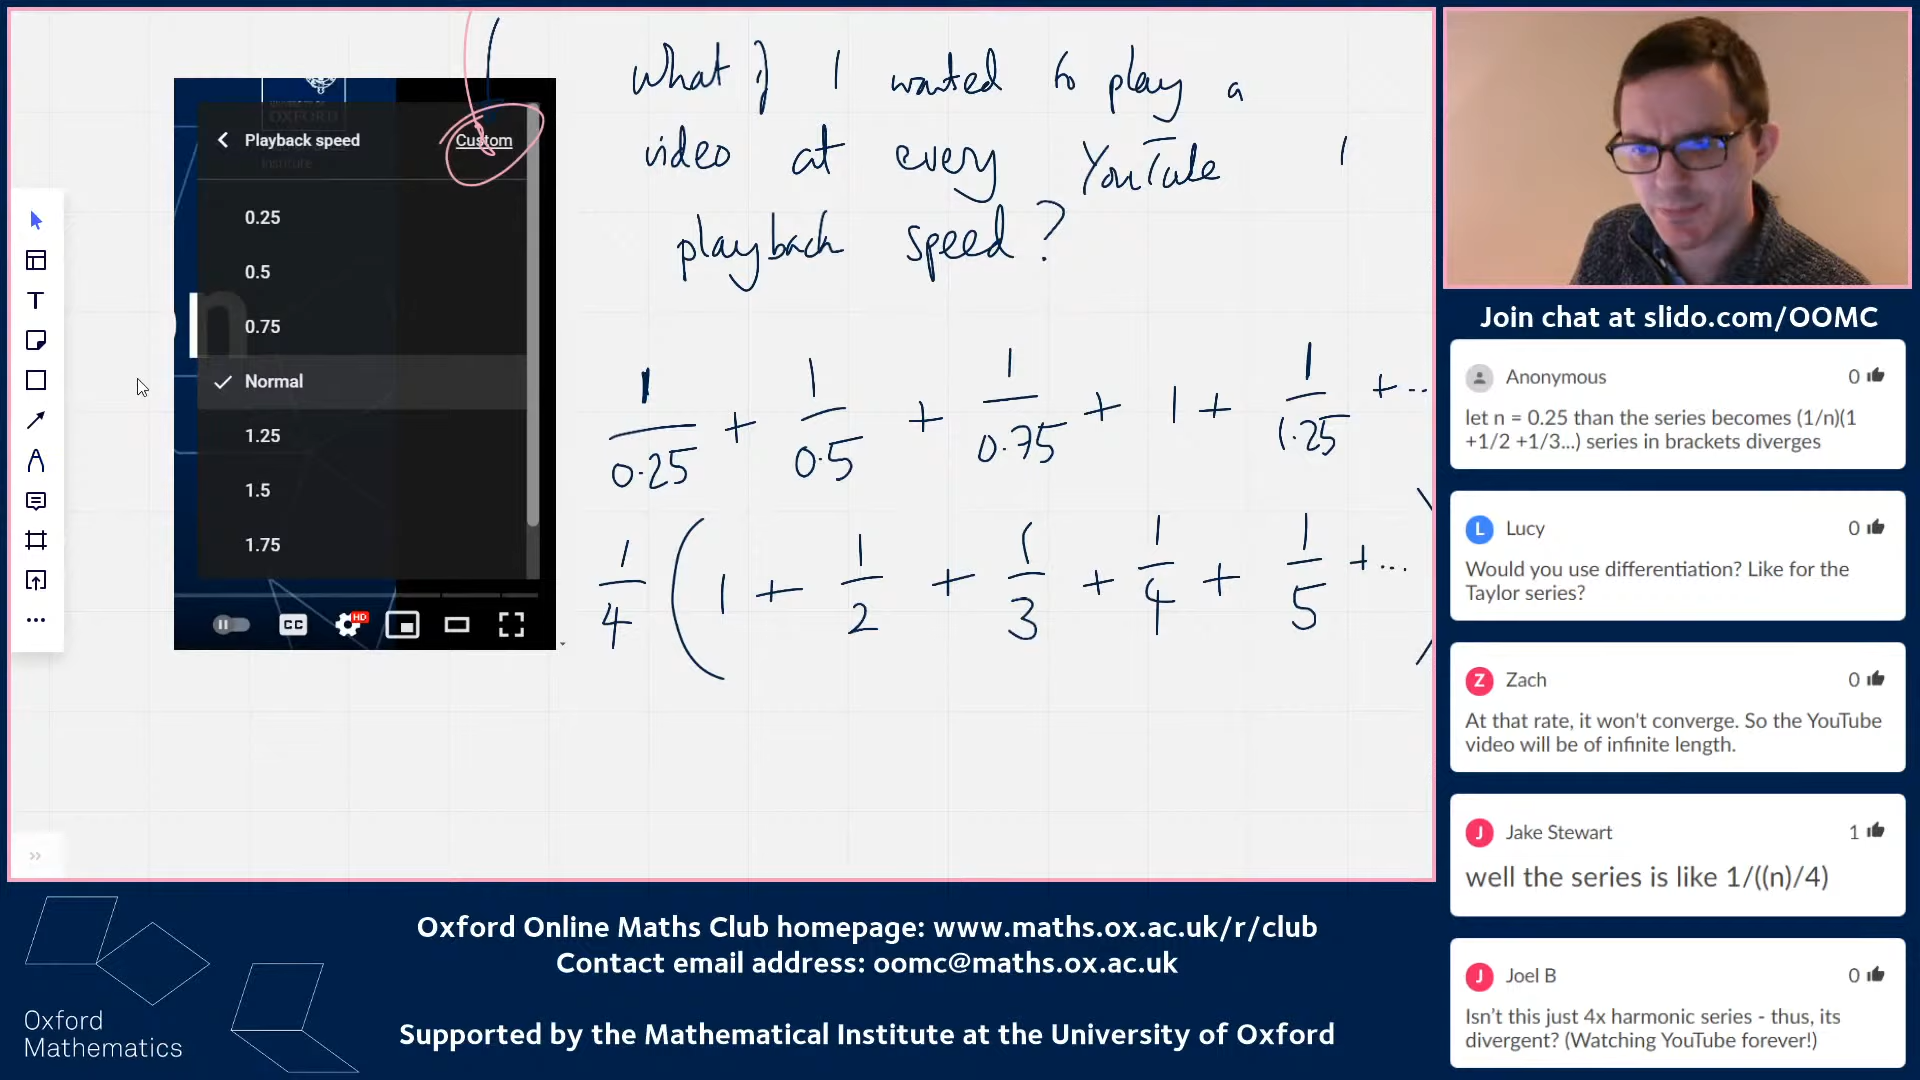 What if I wanted to play a
video at every YouTube
playback speed?
OXFORD
Playback speed
Custom
0.25
0.5
0.75
Normal
1.25
1.5
1.75
CC
HD
1/0.25 + 1/0.5 + 1/0.75 + 1 + 1/1.25 + ...
1/4 ( 1 + 1/2 + 1/3 + 1/4 + 1/5 + ... )
T
Join chat at slido.com/OOMC
Anonymous
0
let n = 0.25 than the series becomes (1/n)(1
+1/2 +1/3...) series in brackets diverges
L
Lucy
0
Would you use differentiation? Like for the
Taylor series?
Z
Zach
0
At that rate, it won't converge. So the YouTube
video will be of infinite length.
J
Jake Stewart
1
well the series is like 1/((n)/4)
J
Joel B
0
Isn't this just 4x harmonic series - thus, its
divergent? (Watching YouTube forever!)
Oxford Online Maths Club homepage: www.maths.ox.ac.uk/r/club
Contact email address: oomc@maths.ox.ac.uk
Supported by the Mathematical Institute at the University of Oxford
Oxford
Mathematics